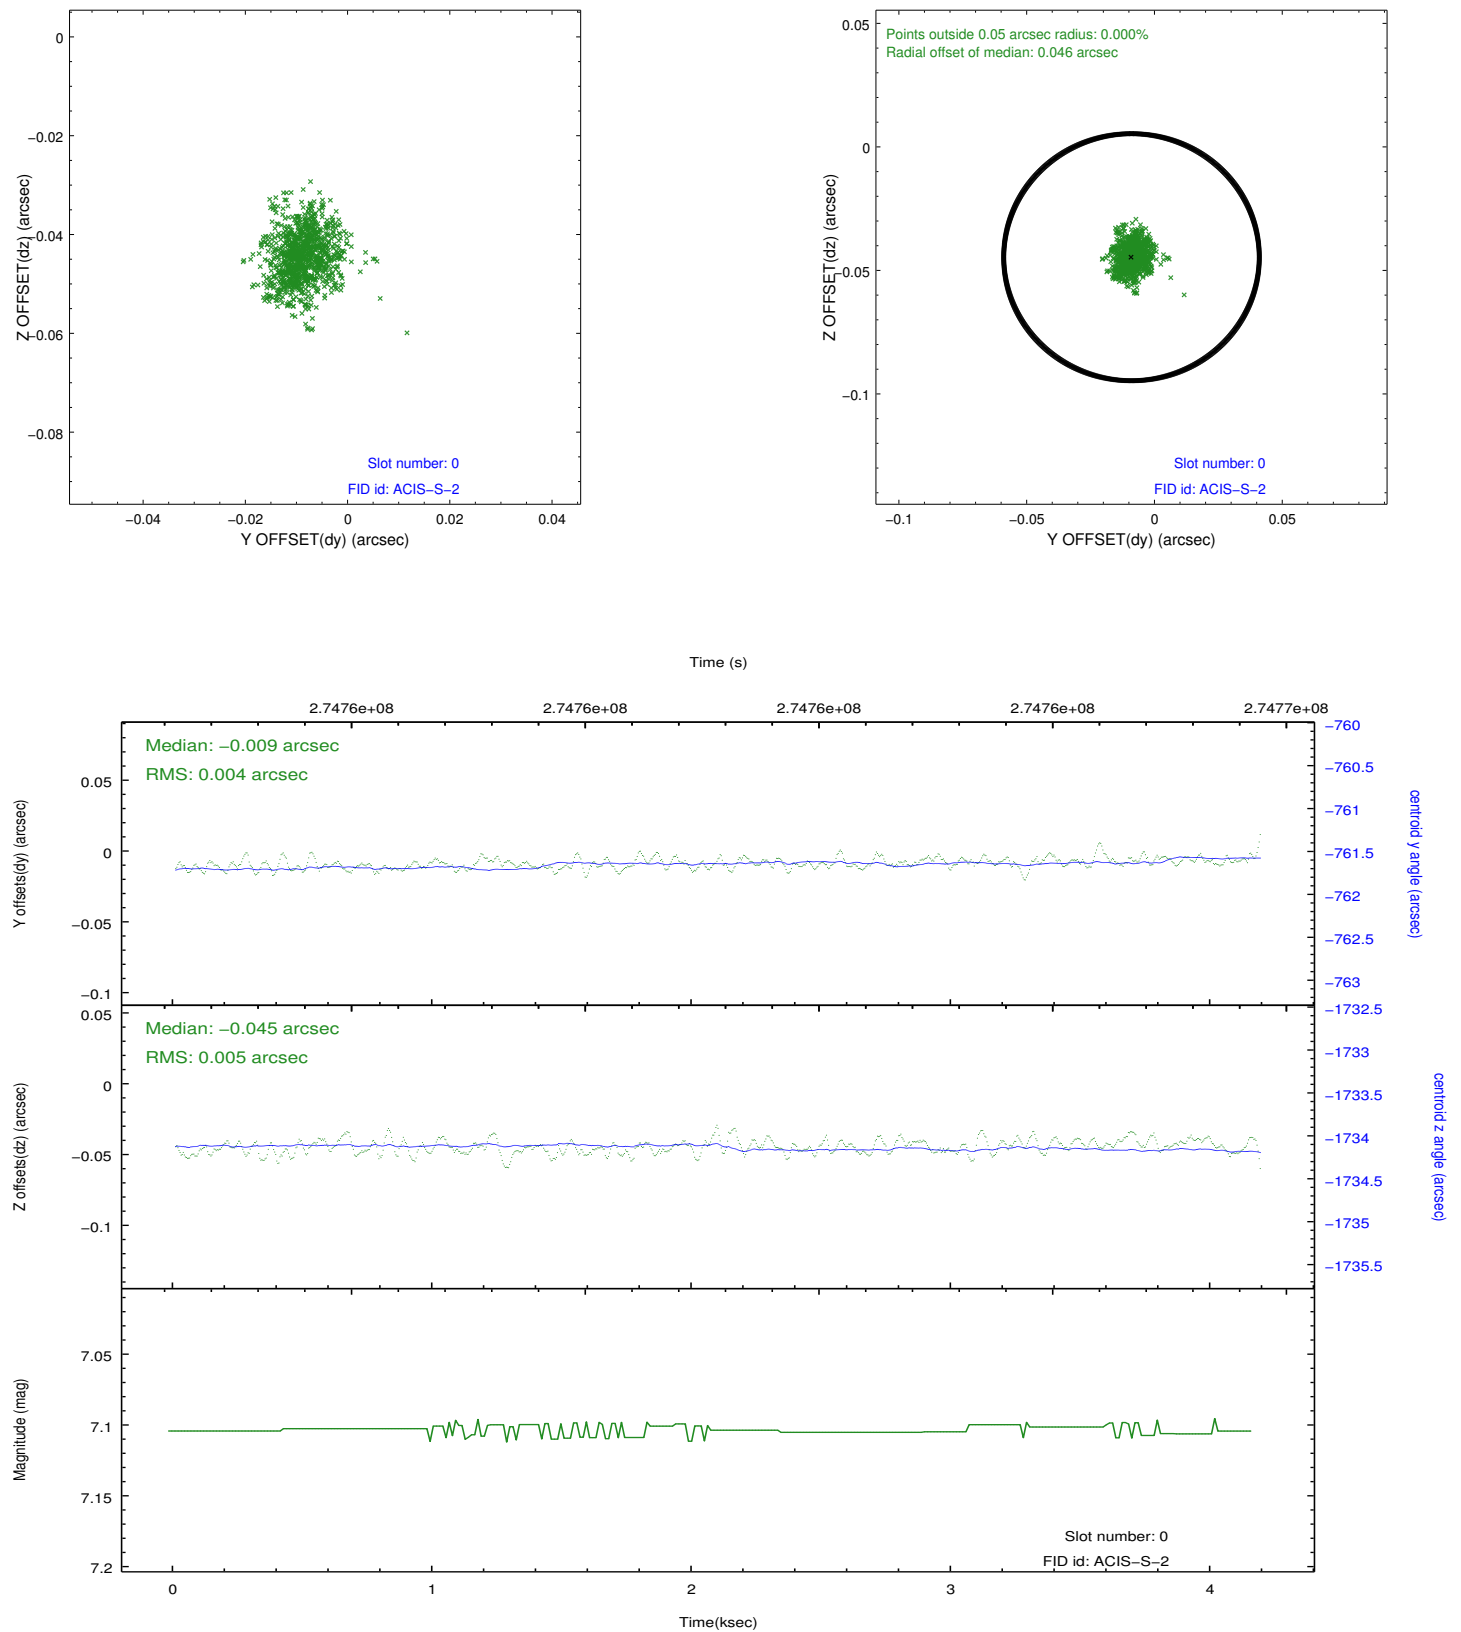 0
−0.02
−0.04
−0.06
−0.08
Z OFFSET(dz) (arcsec)
Slot number: 0
FID id: ACIS−S−2
−0.04
−0.02
0
0.02
0.04
Y OFFSET(dy) (arcsec)
Points outside 0.05 arcsec radius: 0.000%
Radial offset of median: 0.046 arcsec
0.05
0
−0.05
−0.1
Z OFFSET(dz) (arcsec)
Slot number: 0
FID id: ACIS−S−2
−0.1
−0.05
0
0.05
Y OFFSET(dy) (arcsec)
Time (s)
2.7476e+08
2.7476e+08
2.7476e+08
2.7476e+08
2.7477e+08
Median: −0.009 arcsec
RMS: 0.004 arcsec
0.05
0
−0.05
−0.1
Y offsets(dy) (arcsec)
−760
−760.5
−761
−761.5
−762
−762.5
−763
centroid y angle (arcsec)
Median: −0.045 arcsec
RMS: 0.005 arcsec
0.05
0
−0.05
−0.1
Z offsets(dz) (arcsec)
−1732.5
−1733
−1733.5
−1734
−1734.5
−1735
−1735.5
centroid z angle (arcsec)
7.05
7.1
7.15
7.2
Magnitude (mag)
Slot number: 0
FID id: ACIS−S−2
0
1
2
3
4
Time(ksec)